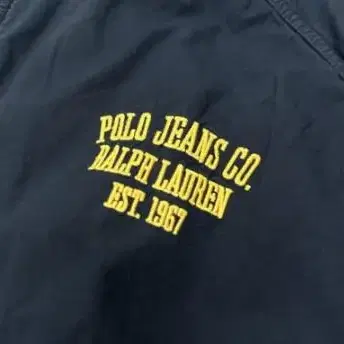 POLO JEANS CO.
RALPH LAUREN
EST. 1967